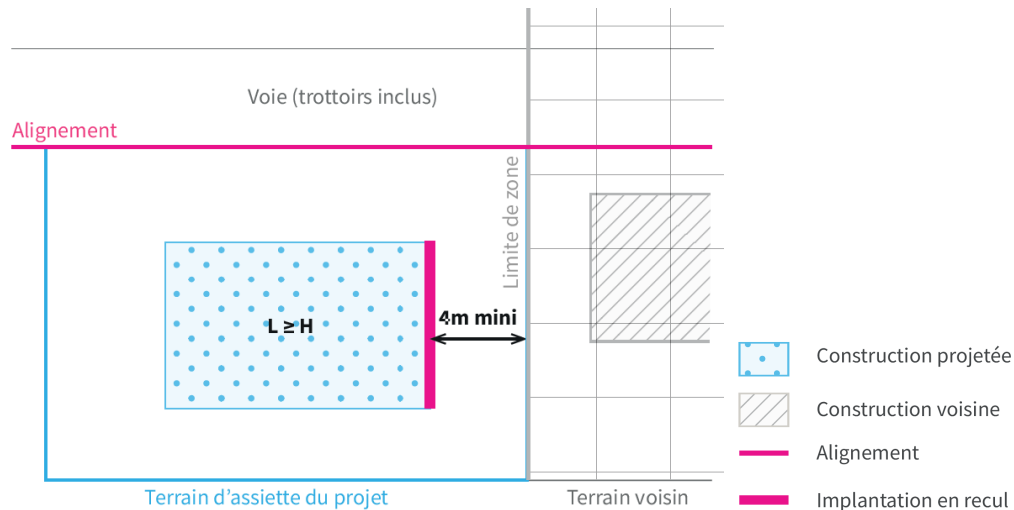 Voie (trottoirs inclus)
Alignement
Limite de zone
4m mini
L ≥ H
Construction projetée
Construction voisine
Alignement
Implantation en recul
Terrain d’assiette du projet
Terrain voisin